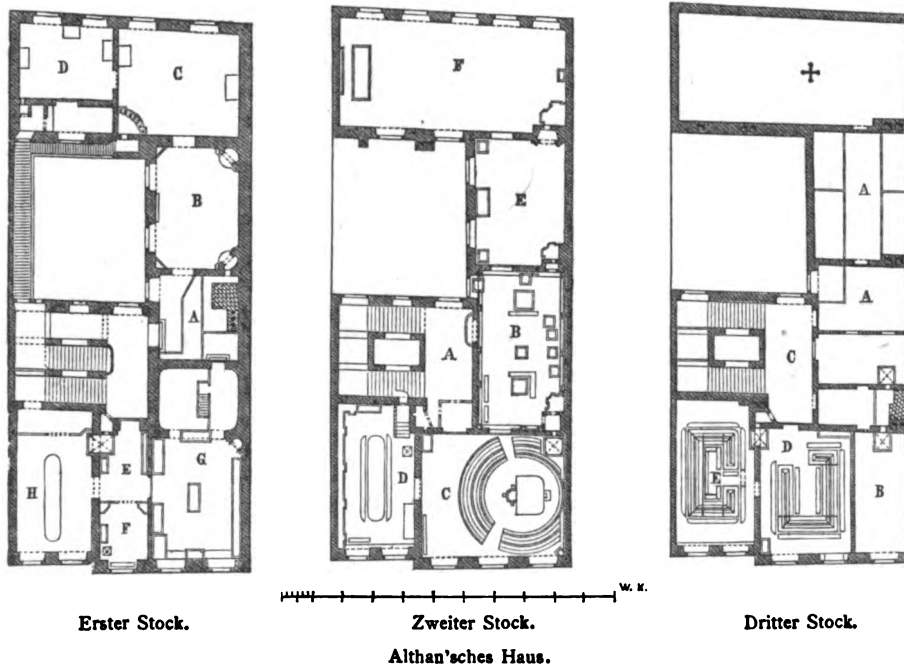 D C F
B E A
A B A
A C
E G D C D E B
H F
W. K.
Erster Stock. Zweiter Stock. Dritter Stock.
Althan'sches Haus.